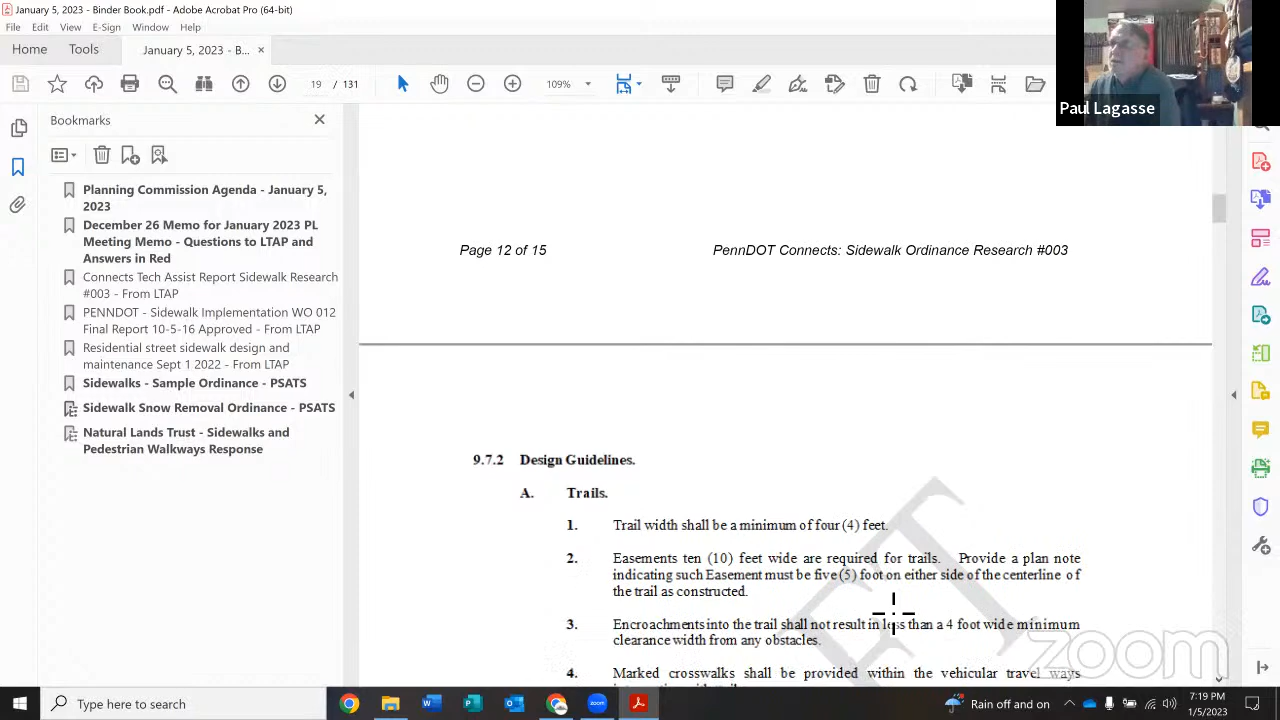 January 5, 2023 - Binder Book.pdf - Adobe Acrobat Pro (64-bit)
File Edit View E-Sign Window Help
Home Tools January 5, 2023 - B... ×
19 / 131 109%
Paul Lagasse
Bookmarks
Planning Commission Agenda - January 5,
2023
December 26 Memo for January 2023 PL
Meeting Memo - Questions to LTAP and
Answers in Red
Connects Tech Assist Report Sidewalk Research
#003 - From LTAP
PENNDOT - Sidewalk Implementation WO 012
Final Report 10-5-16 Approved - From LTAP
Residential street sidewalk design and
maintenance Sept 1 2022 - From LTAP
Sidewalks - Sample Ordinance - PSATS
Sidewalk Snow Removal Ordinance - PSATS
Natural Lands Trust - Sidewalks and
Pedestrian Walkways Response
Page 12 of 15 PennDOT Connects: Sidewalk Ordinance Research #003
9.7.2 Design Guidelines.
A. Trails.
1. Trail width shall be a minimum of four (4) feet.
2. Easements ten (10) feet wide are required for trails. Provide a plan note
indicating such Easement must be five (5) foot on either side of the centerline of
the trail as constructed.
3. Encroachments into the trail shall not result in less than a 4 foot wide minimum
clearance width from any obstacles.
4. Marked crosswalks shall be provided within the vehicular travel ways
zoom
Type here to search
Rain off and on
7:19 PM
1/5/2023